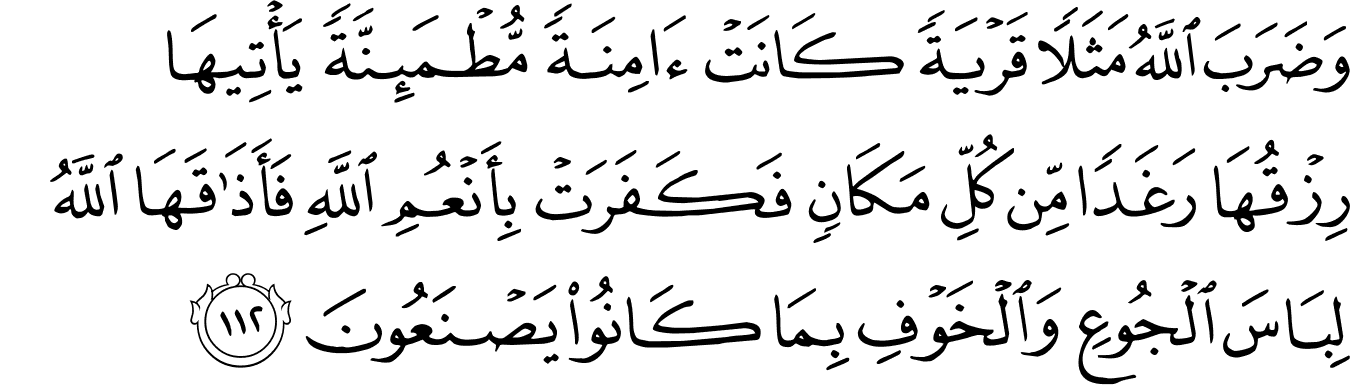 وَضَرَبَ ٱللَّهُ مَثَلًا قَرْيَةً كَانَتْ ءَامِنَةً مُّطْمَئِنَّةً يَأْتِيهَا
رِزْقُهَا رَغَدًا مِّن كُلِّ مَكَانٍ فَكَفَرَتْ بِأَنْعُمِ ٱللَّهِ فَأَذَٰقَهَا ٱللَّهُ
لِبَاسَ ٱلْجُوعِ وَٱلْخَوْفِ بِمَا كَانُوا۟ يَصْنَعُونَ ١١٢